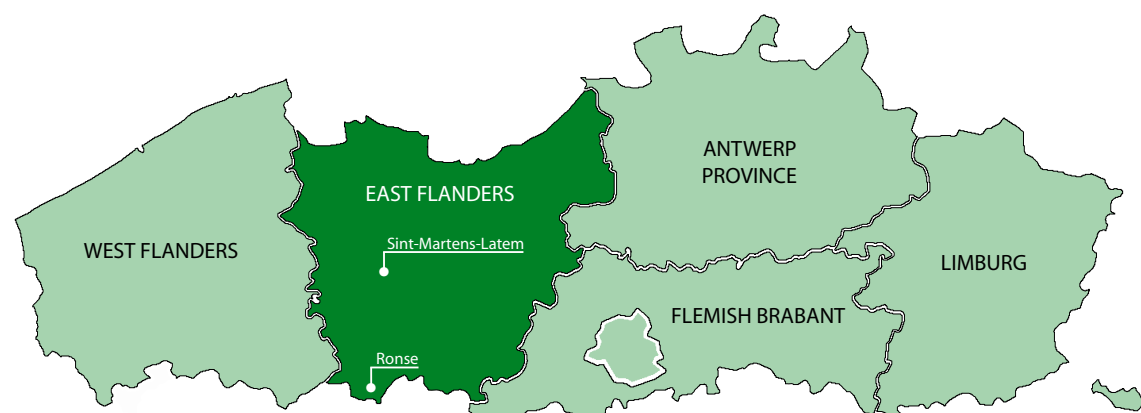 ANTWERP
PROVINCE
EAST FLANDERS
Sint-Martens-Latem
WEST FLANDERS
LIMBURG
FLEMISH BRABANT
Ronse